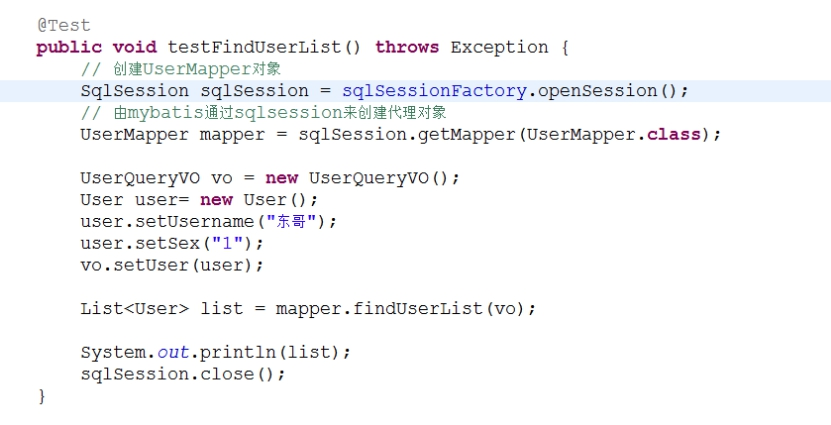 @Test
public void testFindUserList() throws Exception {
// 创建UserMapper对象
SqlSession sqlSession = sqlSessionFactory.openSession();
// 由mybatis通过sqlsession来创建代理对象
UserMapper mapper = sqlSession.getMapper(UserMapper.class);
UserQueryVO vo = new UserQueryVO();
User user= new User();
user.setUsername("东哥");
user.setSex("1");
vo.setUser(user);
List<User> list = mapper.findUserList(vo);
System.out.println(list);
sqlSession.close();
}